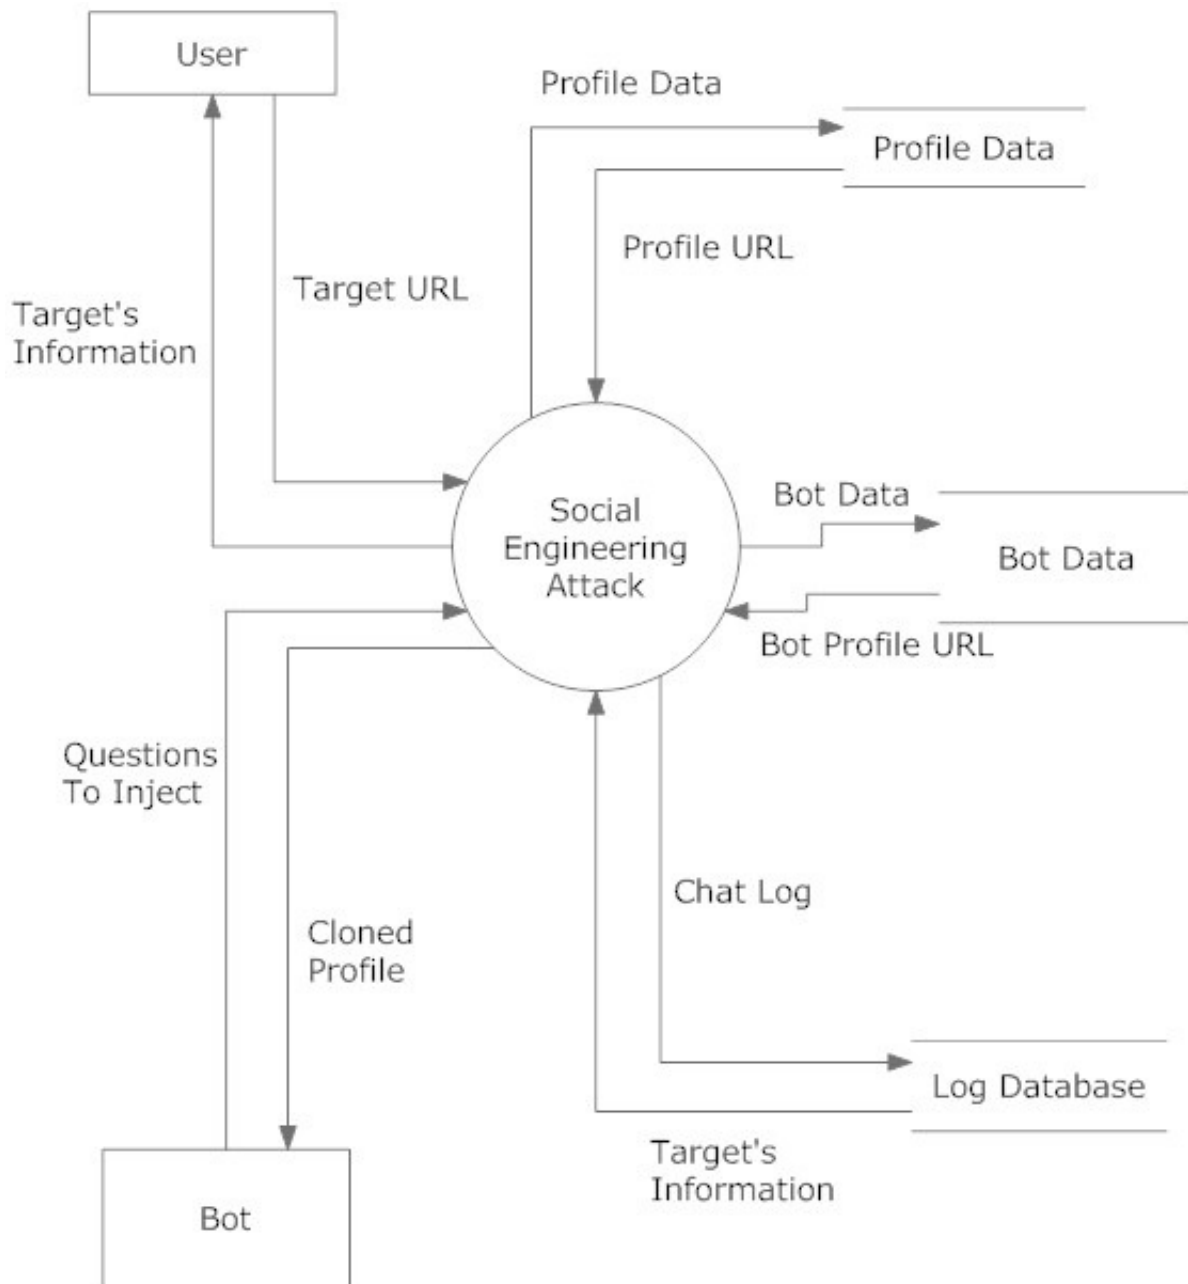 User
Profile Data
Profile Data
Profile URL
Target URL
Target's
Information
Social
Engineering
Attack
Bot Data
Bot Data
Bot Profile URL
Questions
To Inject
Chat Log
Cloned
Profile
Log Database
Target's
Information
Bot